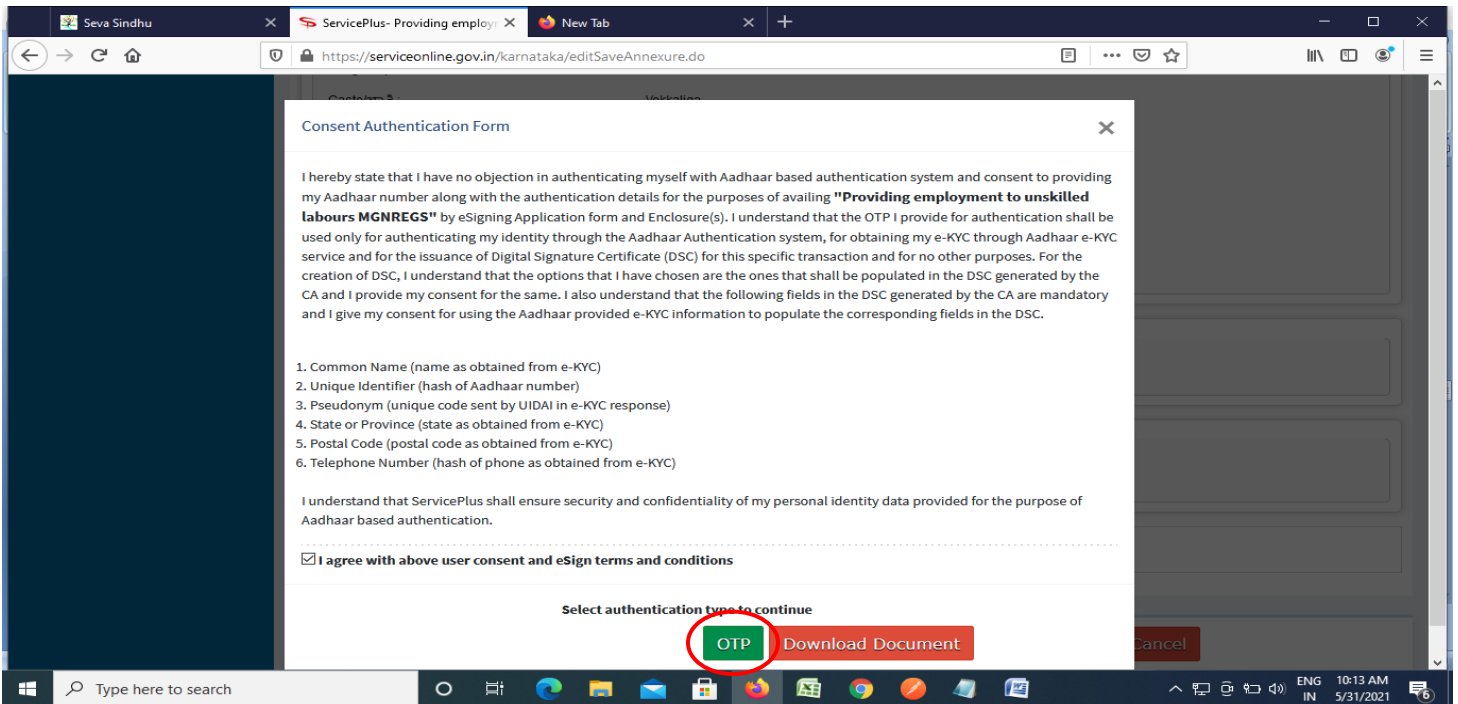 Seva Sindhu
ServicePlus- Providing employr
New Tab
https://serviceonline.gov.in/karnataka/editSaveAnnexure.do
Vokkaliga
Consent Authentication Form
I hereby state that I have no objection in authenticating myself with Aadhaar based authentication system and consent to providing
my Aadhaar number along with the authentication details for the purposes of availing "Providing employment to unskilled
labours MGNREGS" by eSigning Application form and Enclosure(s). I understand that the OTP I provide for authentication shall be
used only for authenticating my identity through the Aadhaar Authentication system, for obtaining my e-KYC through Aadhaar e-KYC
service and for the issuance of Digital Signature Certificate (DSC) for this specific transaction and for no other purposes. For the
creation of DSC, I understand that the options that I have chosen are the ones that shall be populated in the DSC generated by the
CA and I provide my consent for the same. I also understand that the following fields in the DSC generated by the CA are mandatory
and I give my consent for using the Aadhaar provided e-KYC information to populate the corresponding fields in the DSC.
1. Common Name (name as obtained from e-KYC)
2. Unique Identifier (hash of Aadhaar number)
3. Pseudonym (unique code sent by UIDAI in e-KYC response)
4. State or Province (state as obtained from e-KYC)
5. Postal Code (postal code as obtained from e-KYC)
6. Telephone Number (hash of phone as obtained from e-KYC)
I understand that ServicePlus shall ensure security and confidentiality of my personal identity data provided for the purpose of
Aadhaar based authentication.
I agree with above user consent and eSign terms and conditions
Select authentication type to continue
OTP Download Document Cancel
Type here to search
ENG 10:13 AM
IN 5/31/2021 6